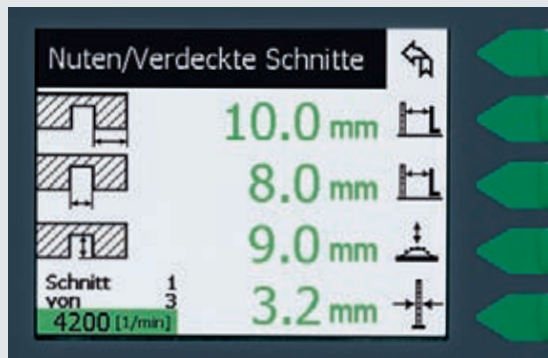 Nuten/Verdeckte Schnitte
10.0 mm
8.0 mm
9.0 mm
Schnitt 1
von 3
3.2 mm
4200 [1/min]